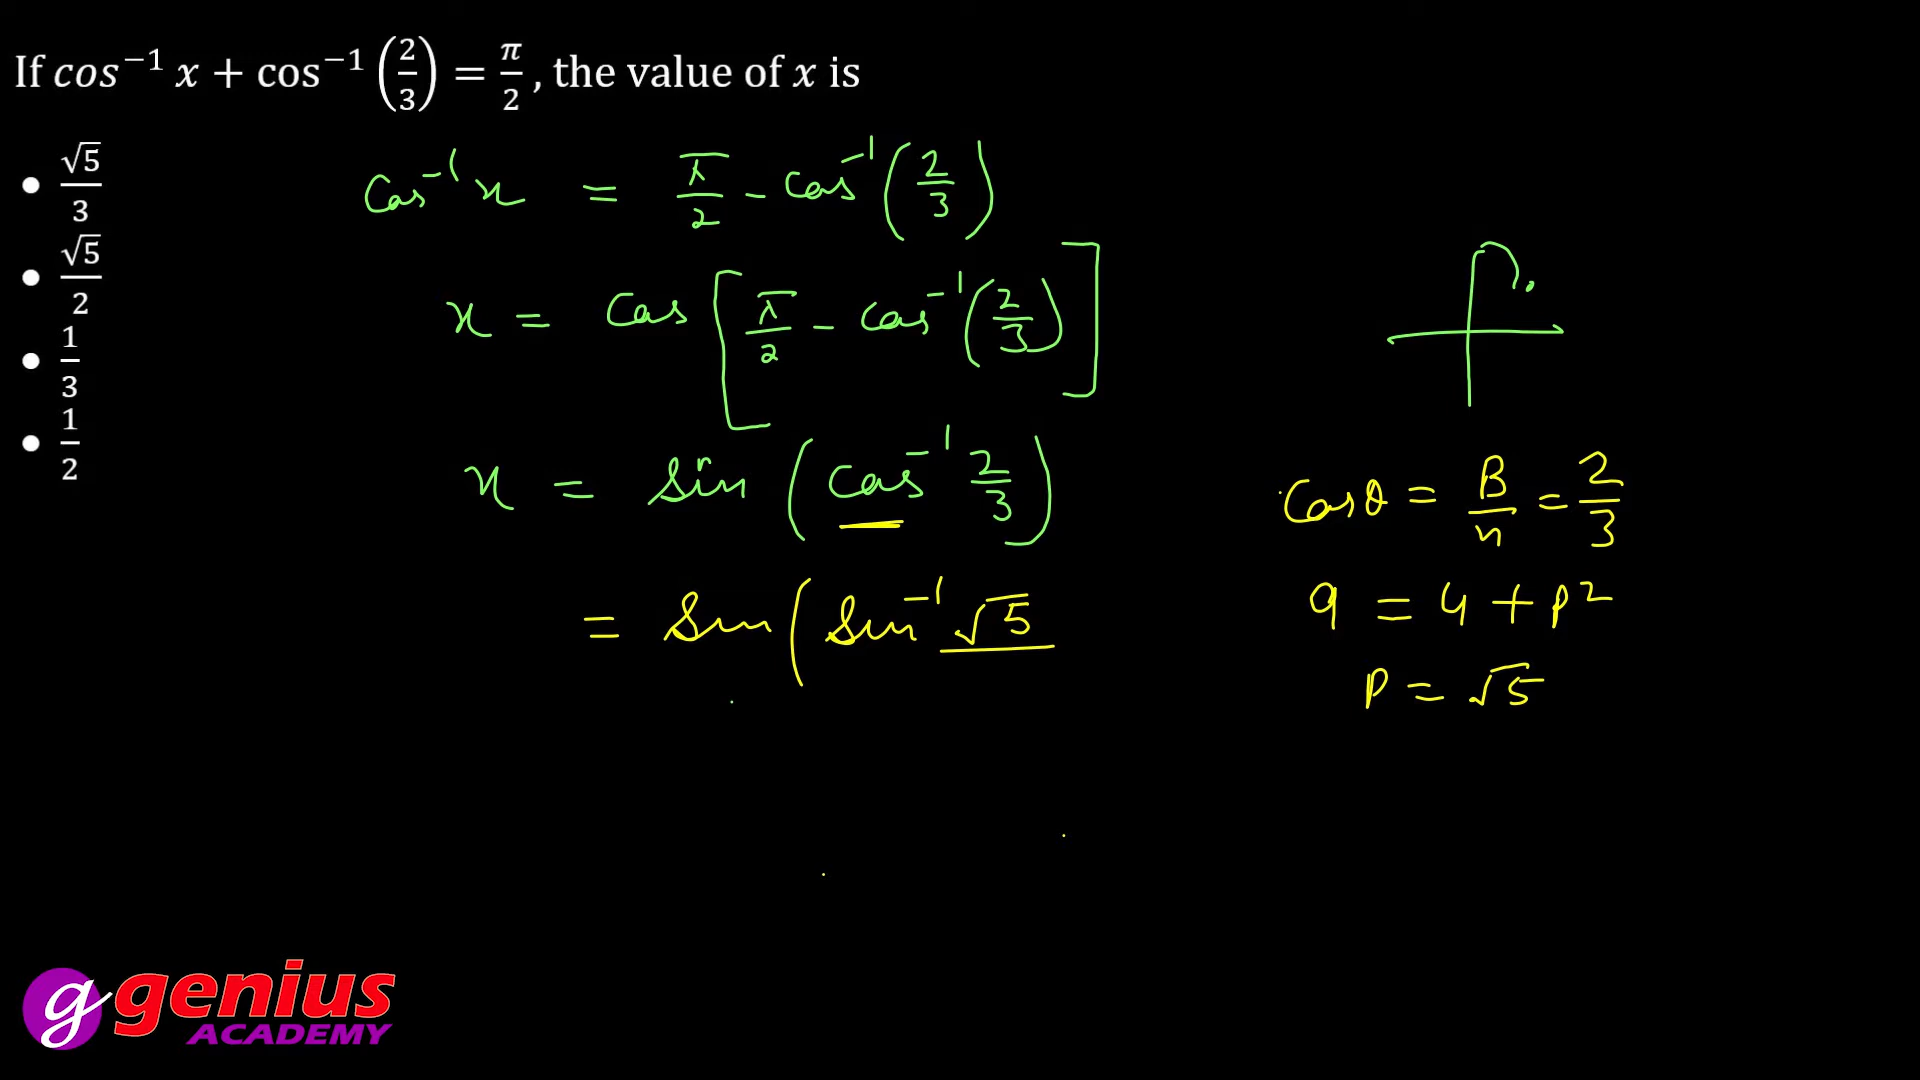 If cos⁻¹ x + cos⁻¹ (2/3) = π/2, the value of x is
• √5/3
• √5/2
• 1/3
• 1/2
Cos⁻¹ x = π/2 - cos⁻¹ (2/3)
x = Cos [π/2 - cos⁻¹ (2/3)]
x = sin (cos⁻¹ 2/3)
= Sin (Sin⁻¹ √5
Cosθ = B/h = 2/3
9 = 4 + P²
P = √5
g genius
ACADEMY